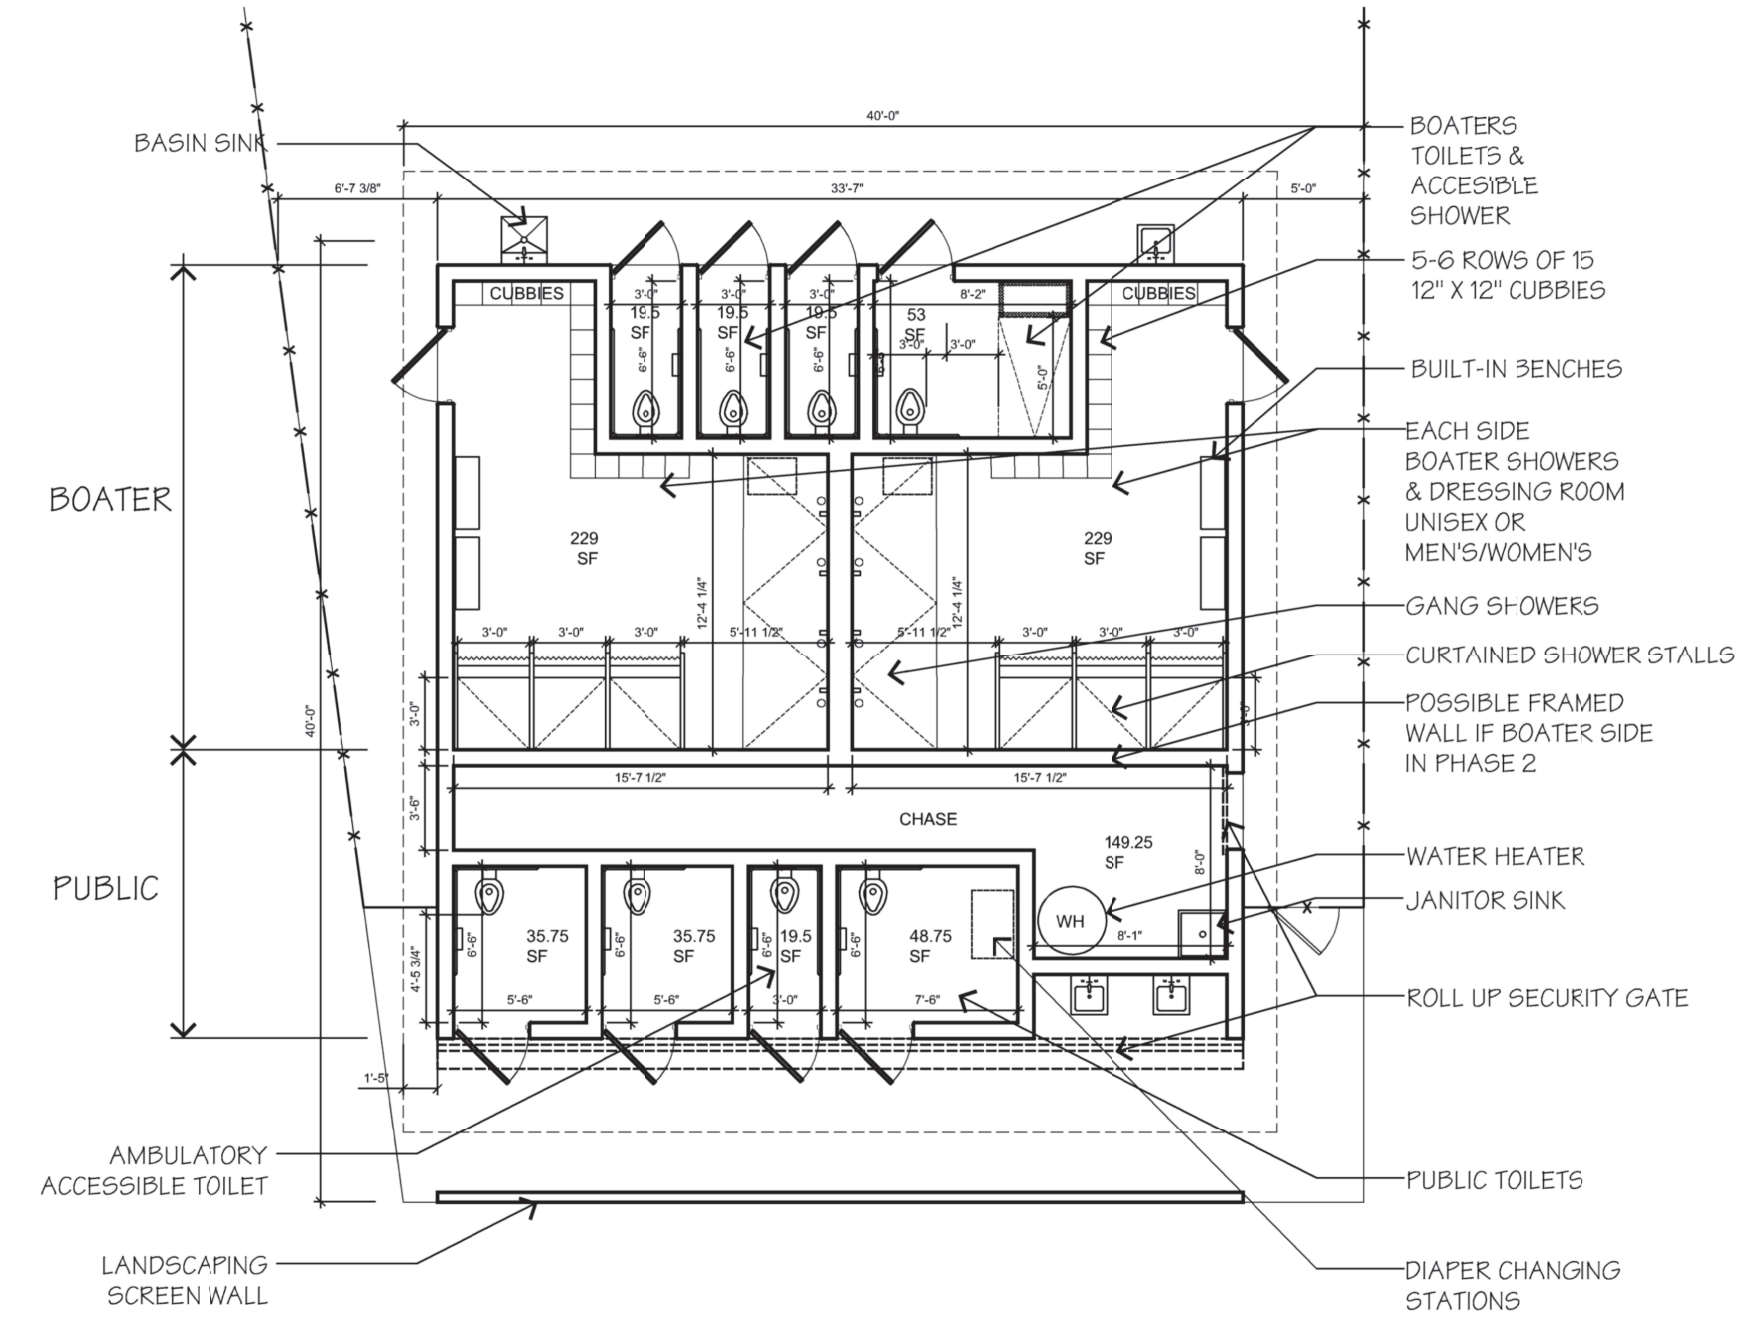 40'-0"
BASIN SINK
6'-7 3/8"
33'-7"
5'-0"
BOATERS
TOILETS &
ACCESIBLE
SHOWER
5-6 ROWS OF 15
12" X 12" CUBBIES
BUILT-IN BENCHES
EACH SIDE
BOATER SHOWERS
& DRESSING ROOM
UNISEX OR
MEN'S/WOMEN'S
GANG SHOWERS
CURTAINED SHOWER STALLS
POSSIBLE FRAMED
WALL IF BOATER SIDE
IN PHASE 2
WATER HEATER
JANITOR SINK
ROLL UP SECURITY GATE
PUBLIC TOILETS
DIAPER CHANGING
STATIONS
BOATER
PUBLIC
40'-0"
AMBULATORY
ACCESSIBLE TOILET
LANDSCAPING
SCREEN WALL
CUBBIES
CUBBIES
3'-0"
19.5
SF
6'-6"
3'-0"
19.5
SF
6'-6"
3'-0"
19.5
SF
6'-6"
8'-2"
53
SF
3'-0"
3'-0"
5'-0"
229
SF
229
SF
12'-4 1/4"
12'-4 1/4"
3'-0"
3'-0"
3'-0"
5'-11 1/2"
5'-11 1/2"
3'-0"
3'-0"
3'-0"
3'-0"
15'-7 1/2"
15'-7 1/2"
3'-6"
CHASE
149.25
SF
8'-0"
WH
8'-1"
4'-5 3/4"
6'-6"
35.75
SF
5'-6"
6'-6"
35.75
SF
5'-6"
6'-6"
19.5
SF
3'-0"
6'-6"
48.75
SF
7'-6"
1'-5"